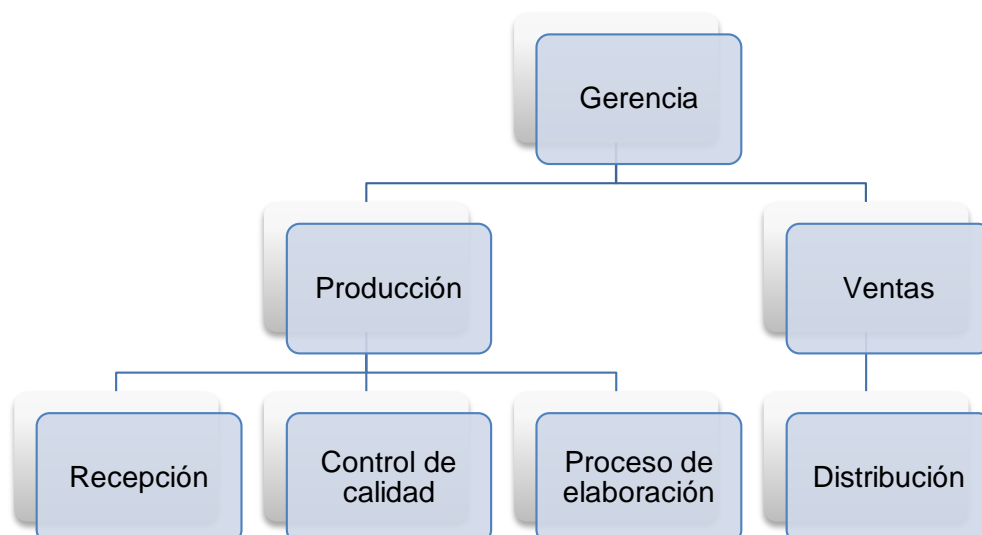 Gerencia
Producción
Ventas
Recepción
Control de
calidad
Proceso de
elaboración
Distribución